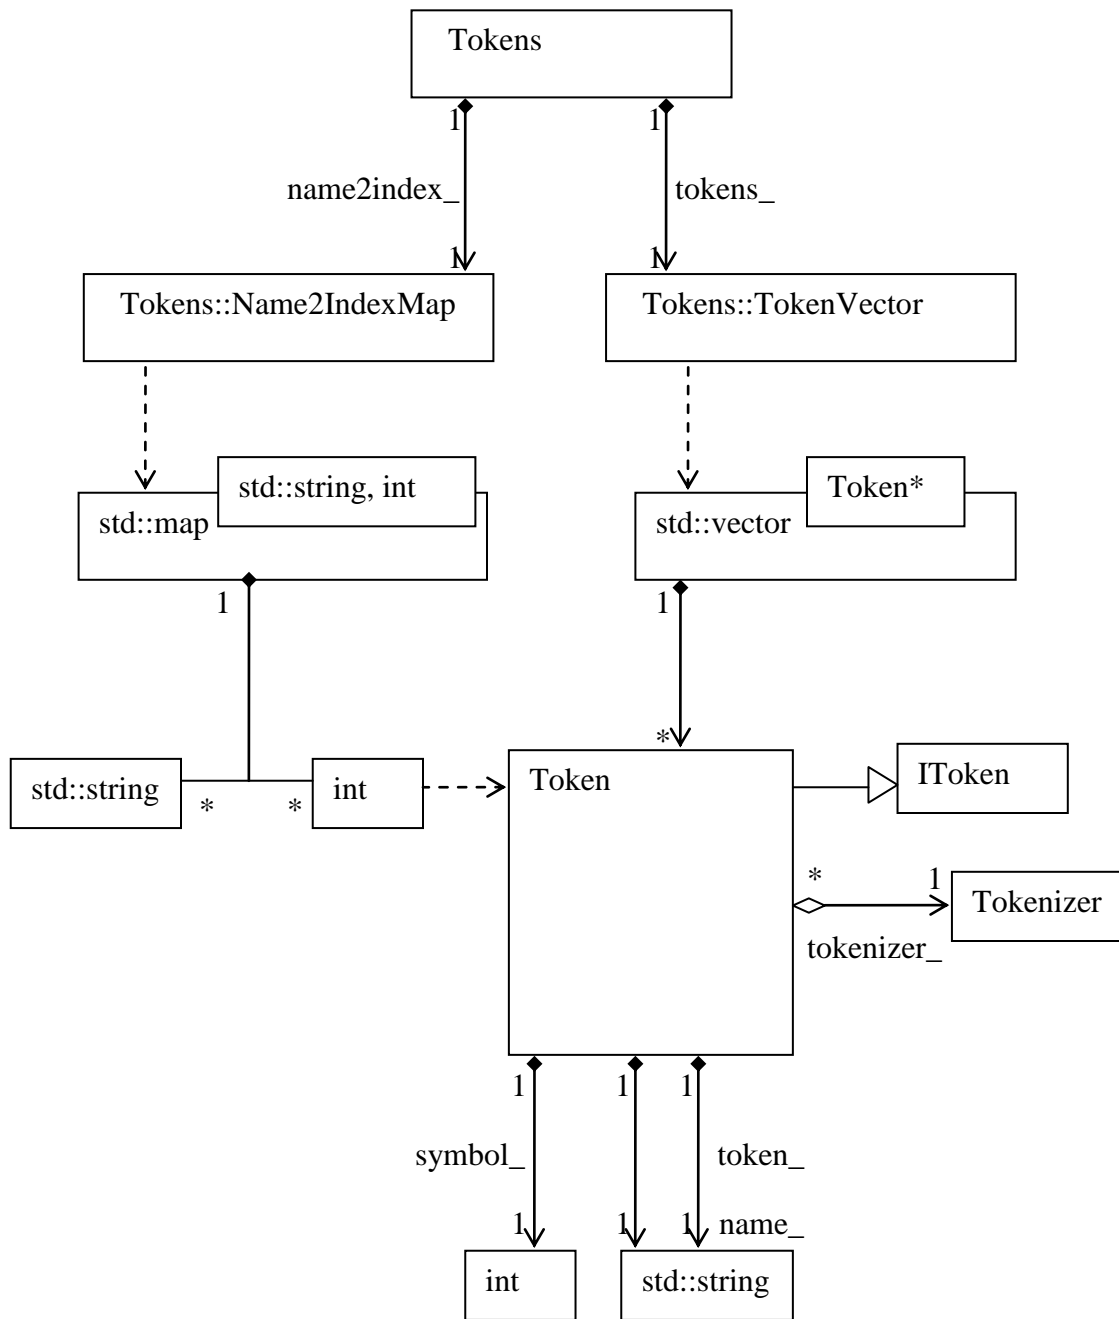 Tokens
1
1
name2index_
tokens_
1
1
Tokens::Name2IndexMap
Tokens::TokenVector
std::string, int
Token*
std::map
std::vector
1
1
*
std::string
*
*
int
Token
IToken
*
1
Tokenizer
tokenizer_
1
1
1
symbol_
token_
1
1
1
name_
int
std::string